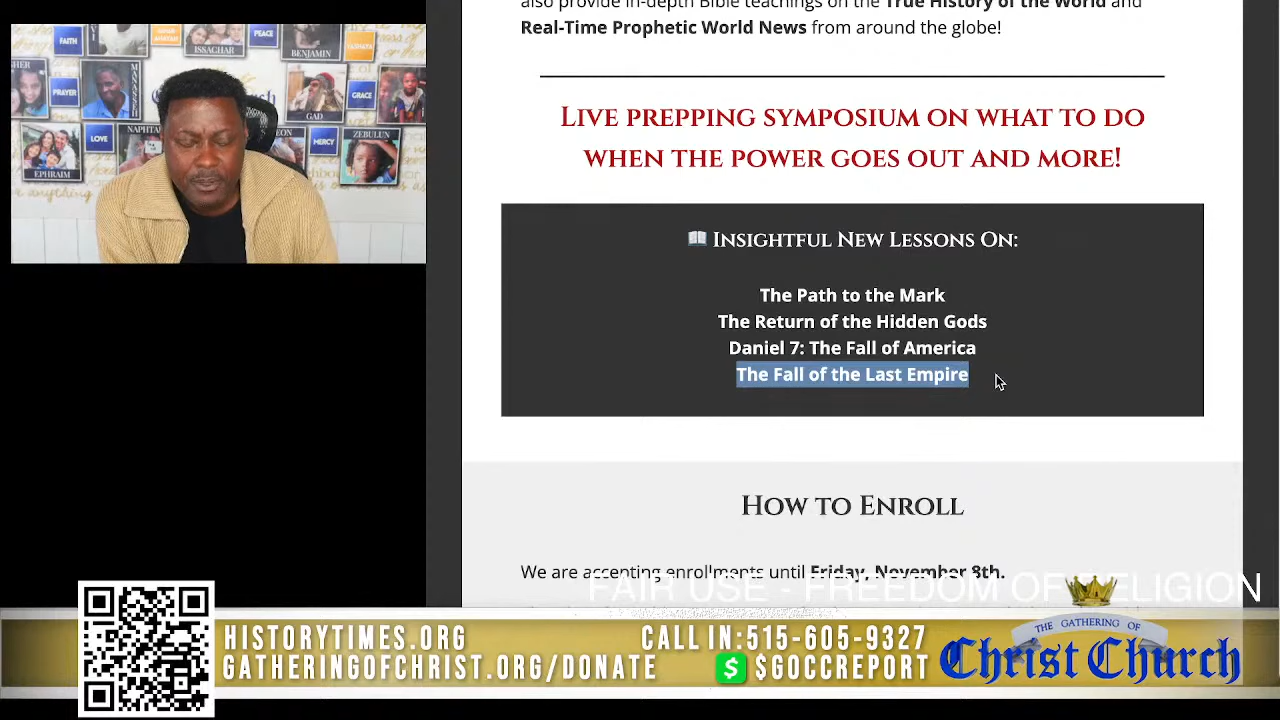 also provide in-depth Bible teachings on the True History of the World and
Real-Time Prophetic World News from around the globe!
Live prepping symposium on what to do
when the power goes out and more!
Insightful New Lessons On:
The Path to the Mark
The Return of the Hidden Gods
Daniel 7: The Fall of America
The Fall of the Last Empire
How to Enroll
We are accepting enrollments until Friday, November 8th.
FAIR USE - FREEDOM OF RELIGION
FAITH
ISSACHAR
PEACE
BENJAMIN
PRAYER
GAD
GRACE
LOVE
MERCY
ZEBULUN
EPHRAIM
anything
HISTORYTIMES.ORG
CALL IN:515-605-9327
GATHERINGOFCHRIST.ORG/DONATE
$ $GOCCREPORT
THE GATHERING OF
Christ Church